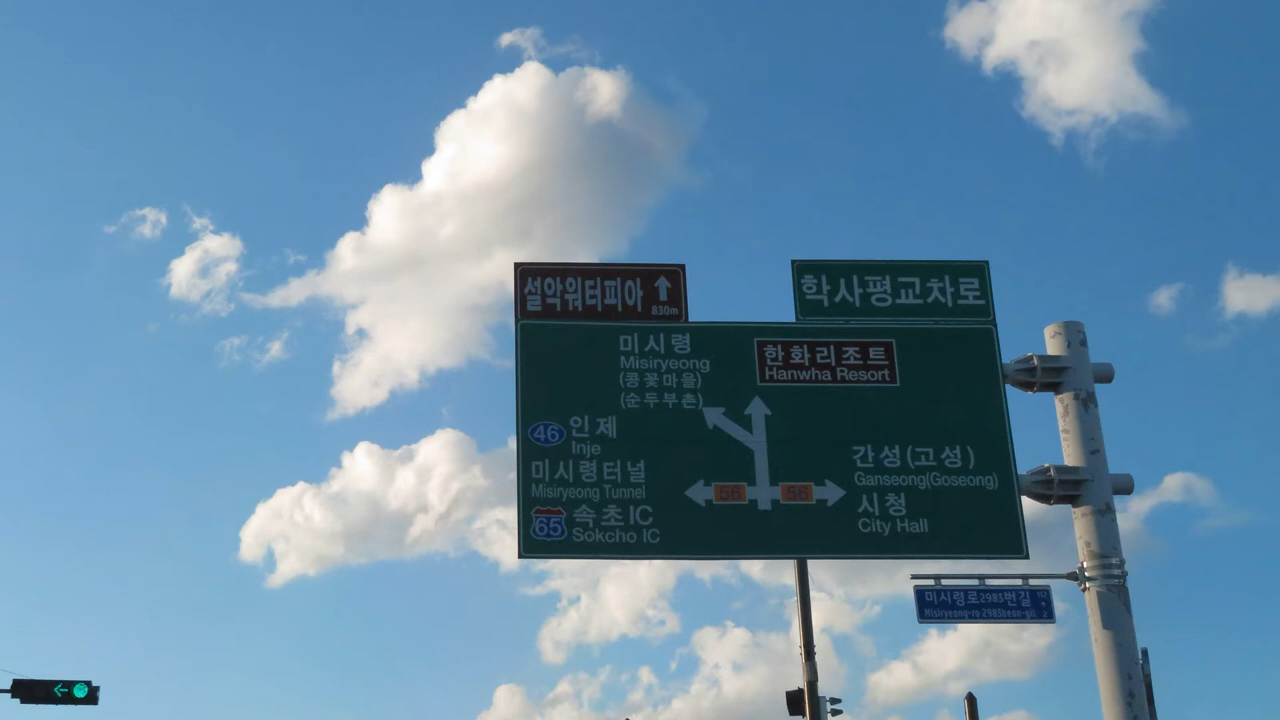 설악워터피아
830m
학사평교차로
미시령
Misiryeong
(콩꽃마을)
(순두부촌)
한화리조트
Hanwha Resort
46 인제
Inje
미시령터널
Misiryeong Tunnel
65 속초IC
Sokcho IC
56
56
간성(고성)
Ganseong(Goseong)
시청
City Hall
미시령로2983번길
Misiryeong-ro 2983beon-gil